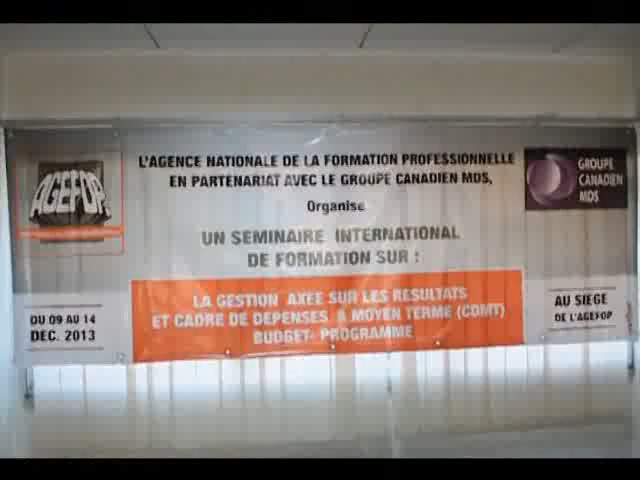 AGEFOP
L'AGENCE NATIONALE DE LA FORMATION PROFESSIONNELLE
EN PARTENARIAT AVEC LE GROUPE CANADIEN MDS,
Organise
UN SEMINAIRE INTERNATIONAL
DE FORMATION SUR :
LA GESTION AXEE SUR LES RESULTATS
ET CADRE DE DEPENSES A MOYEN TERME (CDMT)
BUDGET- PROGRAMME
GROUPE
CANADIEN
MDS
DU 09 AU 14
DEC. 2013
AU SIEGE
DE L'AGEFOP